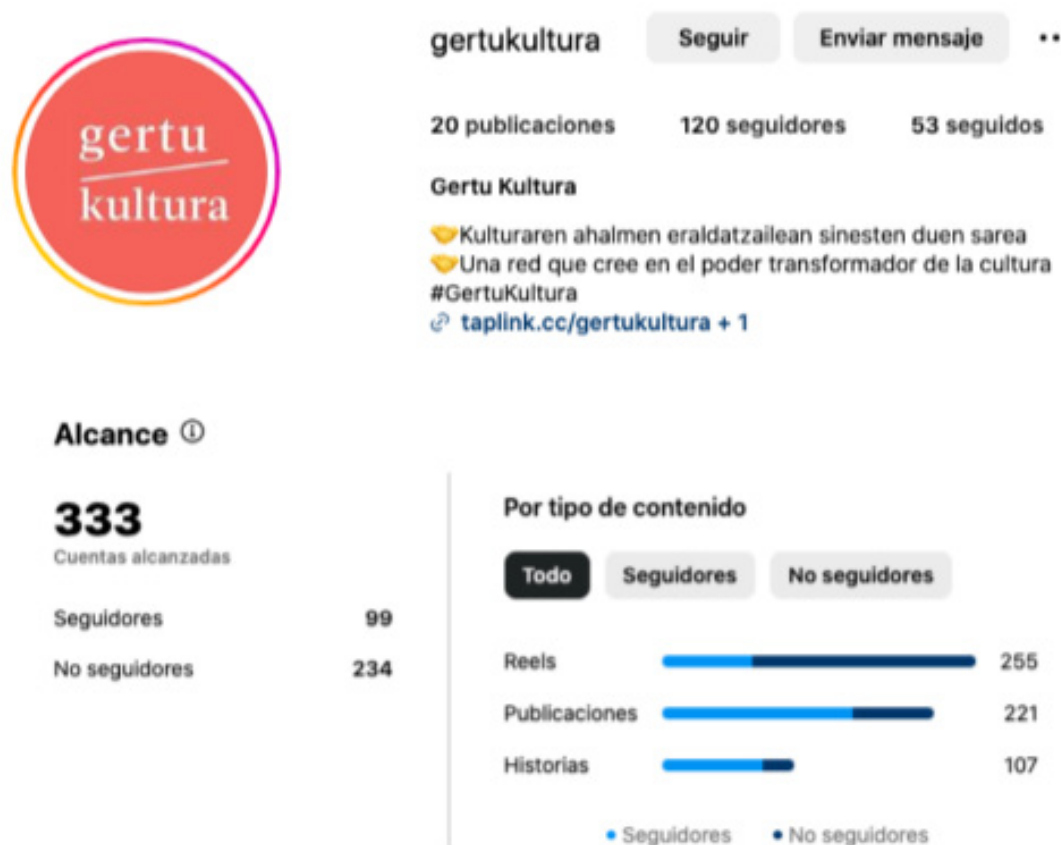 gertu
kultura
gertukultura
Seguir
Enviar mensaje
20 publicaciones
120 seguidores
53 seguidos
Gertu Kultura
🤝Kulturaren ahalmen eraldatzailean sinesten duen sarea
🤝Una red que cree en el poder transformador de la cultura
#GertuKultura
taplink.cc/gertukultura + 1
Alcance
333
Cuentas alcanzadas
Seguidores 99
No seguidores 234
Por tipo de contenido
Todo
Seguidores
No seguidores
Reels 255
Publicaciones 221
Historias 107
Seguidores
No seguidores